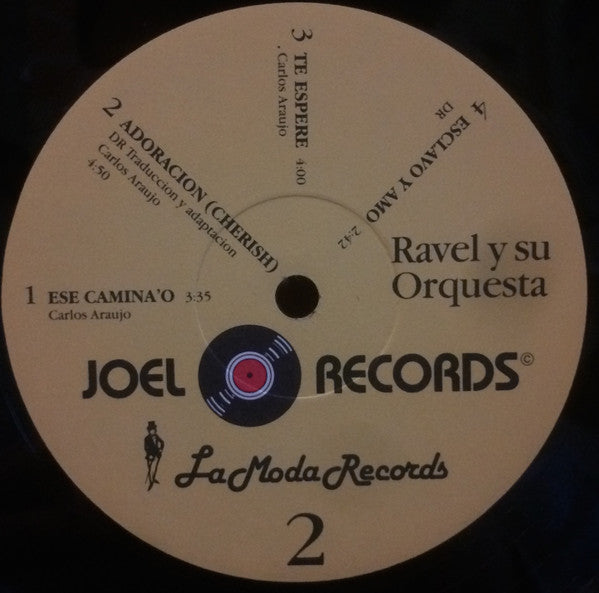 1 ESE CAMINA'O 3:35
Carlos Araujo
2 ADORACION (CHERISH)
DR Traduccion y adaptacion
Carlos Araujo
4:50
3 TE ESPERE 4:00
. Carlos Araujo
4 ESCLAVO Y AMO 2:42
DR
Ravel y su
Orquesta
JOEL RECORDS©
La Moda Records
2